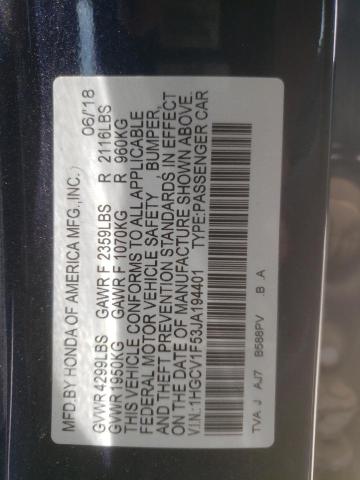 MFD.BY HONDA OF AMERICA MFG.,INC. 06/18
GVWR 4299LBS GAWR F 2359LBS R 2116LBS
GVWR 1950KG GAWR F 1070KG R 960KG
THIS VEHICLE CONFORMS TO ALL APPLICABLE
FEDERAL MOTOR VEHICLE SAFETY BUMPER,
AND THEFT PREVENTION STANDARDS IN EFFECT
ON THE DATE OF MANUFACTURE SHOWN ABOVE.
V.I.N.:1HGCV1F53JA194401 TYPE:PASSENGER CAR
TVA J AJ7 B588PV .B A